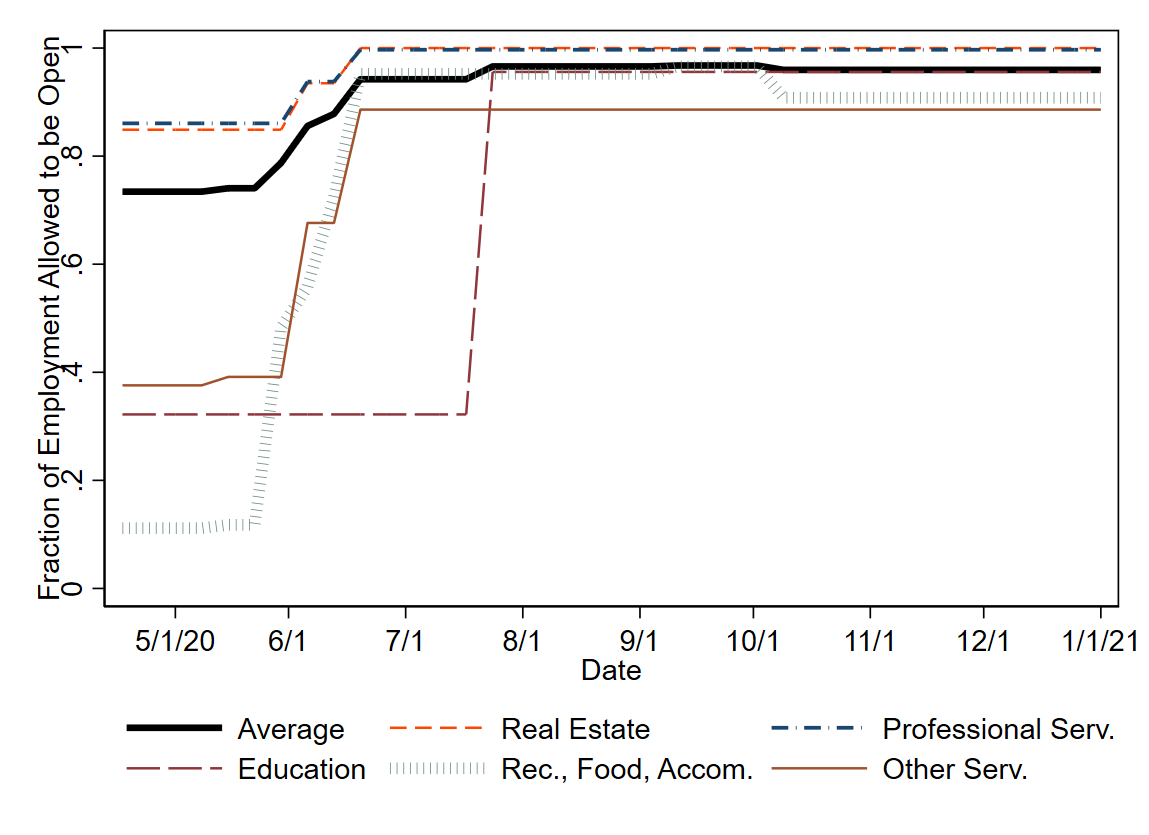 Fraction of Employment Allowed to be Open
1
.8
.6
.4
.2
0
5/1/20 6/1 7/1 8/1 9/1 10/1 11/1 12/1 1/1/21
Date
Average Real Estate Professional Serv.
Education Rec., Food, Accom. Other Serv.